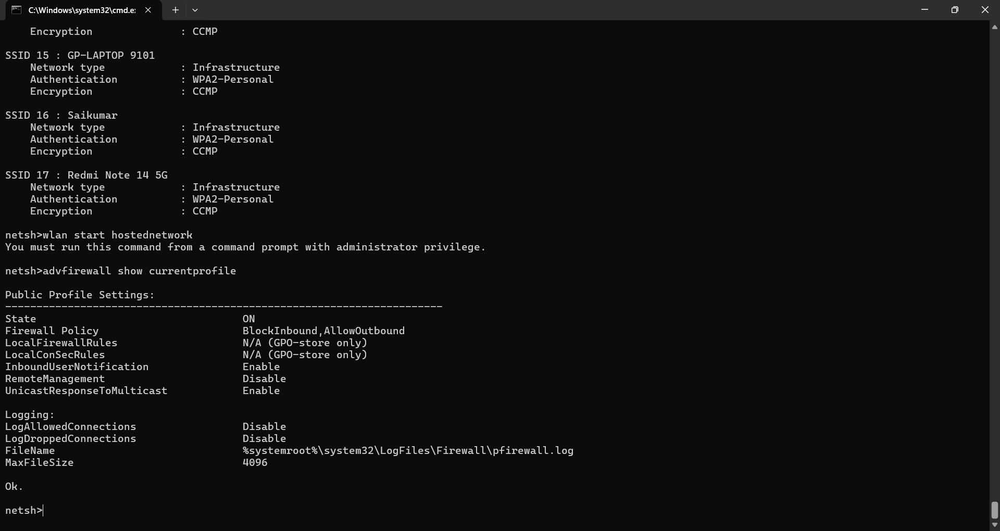 C:\Windows\system32\cmd.e
    Encryption              : CCMP
SSID 15 : GP-LAPTOP 9101
    Network type            : Infrastructure
    Authentication          : WPA2-Personal
    Encryption              : CCMP
SSID 16 : Saikumar
    Network type            : Infrastructure
    Authentication          : WPA2-Personal
    Encryption              : CCMP
SSID 17 : Redmi Note 14 5G
    Network type            : Infrastructure
    Authentication          : WPA2-Personal
    Encryption              : CCMP
netsh>wlan start hostednetwork
You must run this command from a command prompt with administrator privilege.
netsh>advfirewall show currentprofile
Public Profile Settings:
----------------------------------------------------------------------
State                                 ON
Firewall Policy                       BlockInbound,AllowOutbound
LocalFirewallRules                    N/A (GPO-store only)
LocalConSecRules                      N/A (GPO-store only)
InboundUserNotification               Enable
RemoteManagement                      Disable
UnicastResponseToMulticast            Enable
Logging:
LogAllowedConnections                 Disable
LogDroppedConnections                 Disable
FileName                              %systemroot%\system32\LogFiles\Firewall\pfirewall.log
MaxFileSize                           4096
Ok.
netsh>